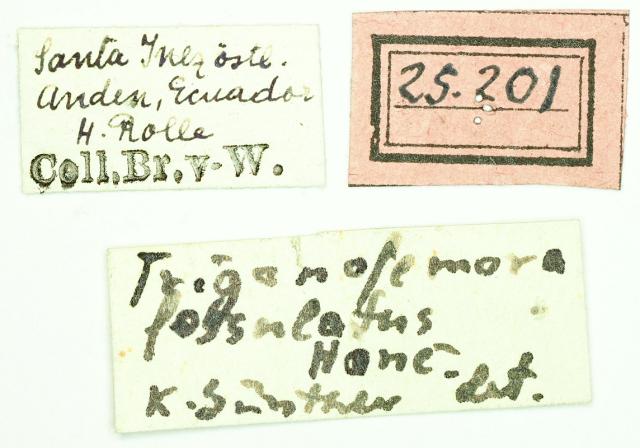 Santa Inez östl.
Anden, Ecuador
H. Rolle
Coll. Br. v. W.
25.201
Trigonofemora
fossulatus
Hanc. det.
K. Günther